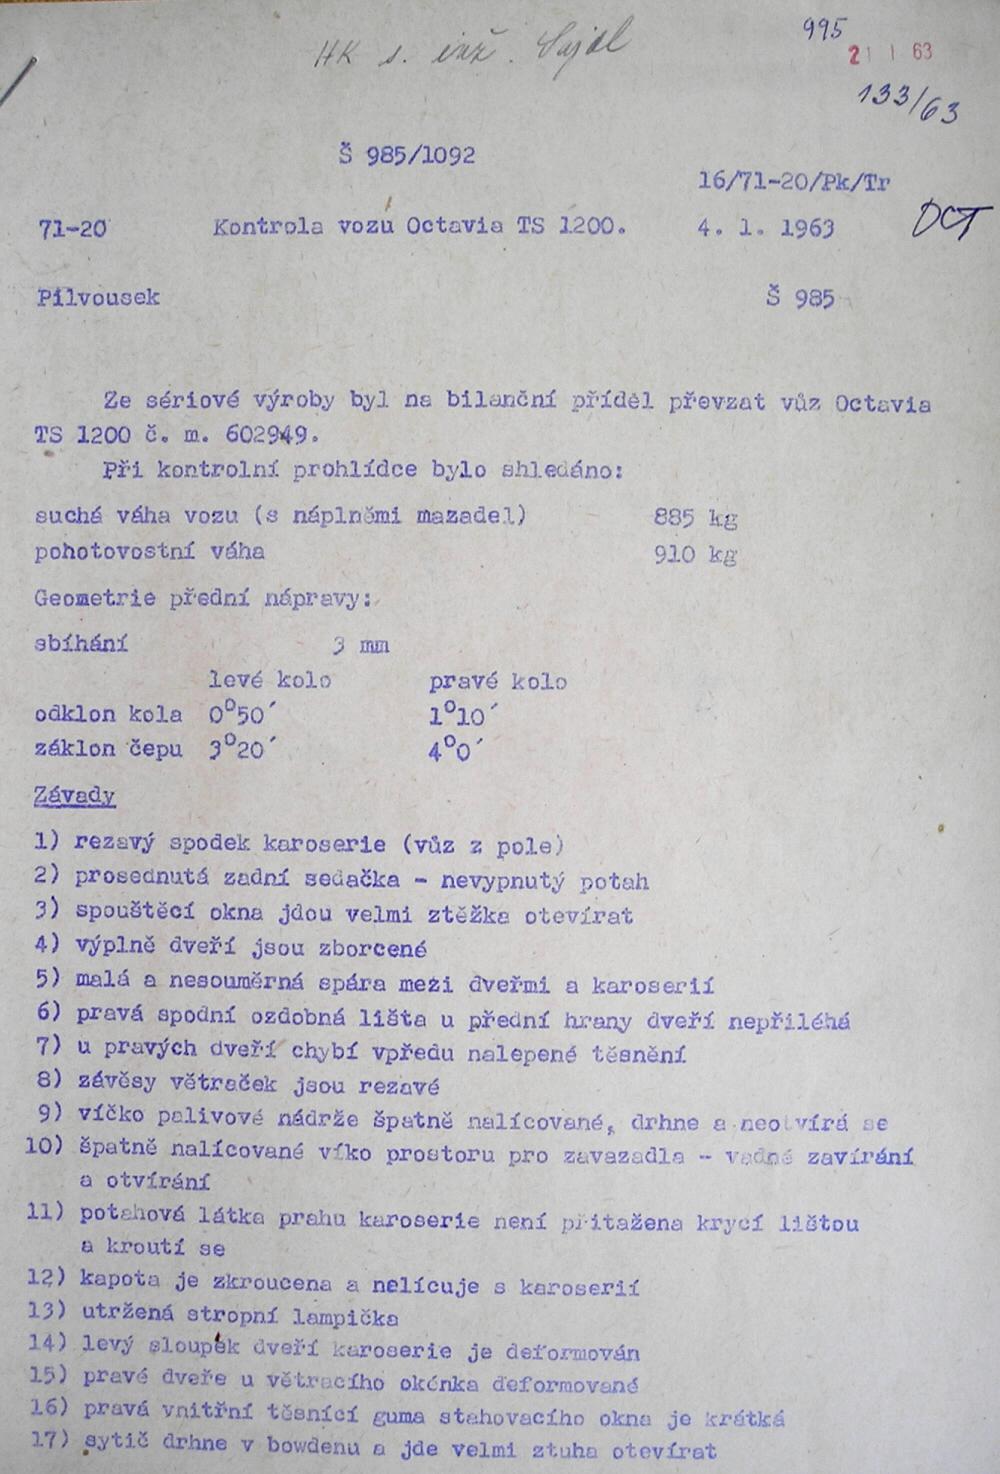 995
HK s. inž. Sajdl
21 1 63
133/63
Š 985/1092
16/71-20/Pk/Tr
71-20 Kontrola vozu Octavia TS 1200. 4. 1. 1963 OCT
Pilvousek Š 985
Ze sériové výroby byl na bilanční příděl převzat vůz Octavia
TS 1200 č. m. 602949.
Při kontrolní prohlídce bylo shledáno:
suchá váha vozu (s náplněmi mazadel) 885 kg
pohotovostní váha 910 kg
Geometrie přední nápravy:
sbíhání 3 mm
levé kolo pravé kolo
odklon kola 0°50´ 1°10´
záklon čepu 3°20´ 4°0´
Závady
1) rezavý spodek karoserie (vůz z pole)
2) prosednutá zadní sedačka - nevypnutý potah
3) spouštěcí okna jdou velmi ztěžka otevírat
4) výplně dveří jsou zborcené
5) malá a nesouměrná spára mezi dveřmi a karoserií
6) pravá spodní ozdobná lišta u přední hrany dveří nepřiléhá
7) u pravých dveří chybí vpředu nalepené těsnění
8) závěsy větraček jsou rezavé
9) víčko palivové nádrže špatně nalícované, drhne a neotvírá se
10) špatně nalícované víko prostoru pro zavazadla - vadné zavírání
a otvírání
11) potahová látka prahu karoserie není přitažena krycí lištou
a kroutí se
12) kapota je zkroucena a nelícuje s karoserií
13) utržená stropní lampička
14) levý sloupek dveří karoserie je deformován
15) pravé dveře u větracího okénka deformované
16) pravá vnitřní těsnící guma stahovacího okna je krátká
17) sytič drhne v bowdenu a jde velmi ztuha otevírat